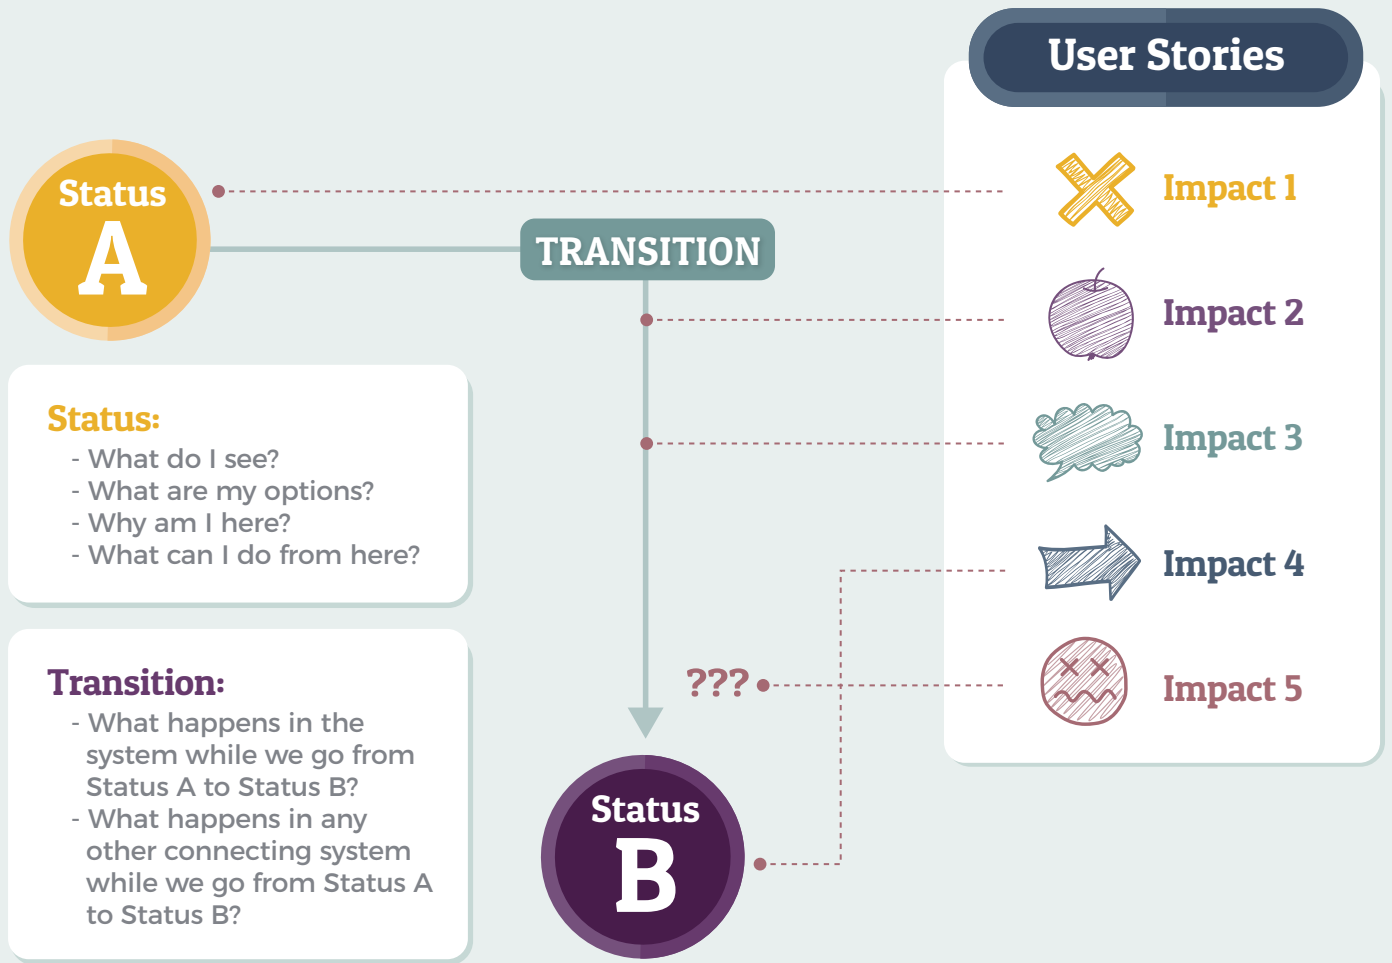 User Stories
Status
A
TRANSITION
Impact 1
Impact 2
Impact 3
Impact 4
Impact 5
Status:
- What do I see?
- What are my options?
- Why am I here?
- What can I do from here?
Transition:
- What happens in the
system while we go from
Status A to Status B?
- What happens in any
other connecting system
while we go from Status A
to Status B?
???
Status
B